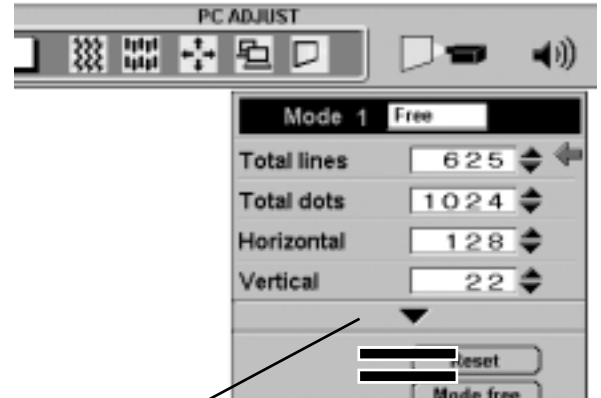 PC ADJUST
Mode 1 Free
Total lines 625
Total dots 1024
Horizontal 128
Vertical 22
Reset
Mode free